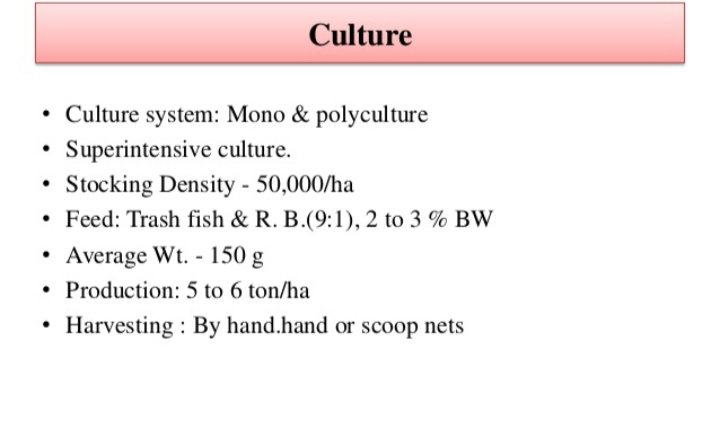 Culture
• Culture system: Mono & polyculture
• Superintensive culture.
• Stocking Density - 50,000/ha
• Feed: Trash fish & R. B.(9:1), 2 to 3 % BW
• Average Wt. - 150 g
• Production: 5 to 6 ton/ha
• Harvesting : By hand.hand or scoop nets